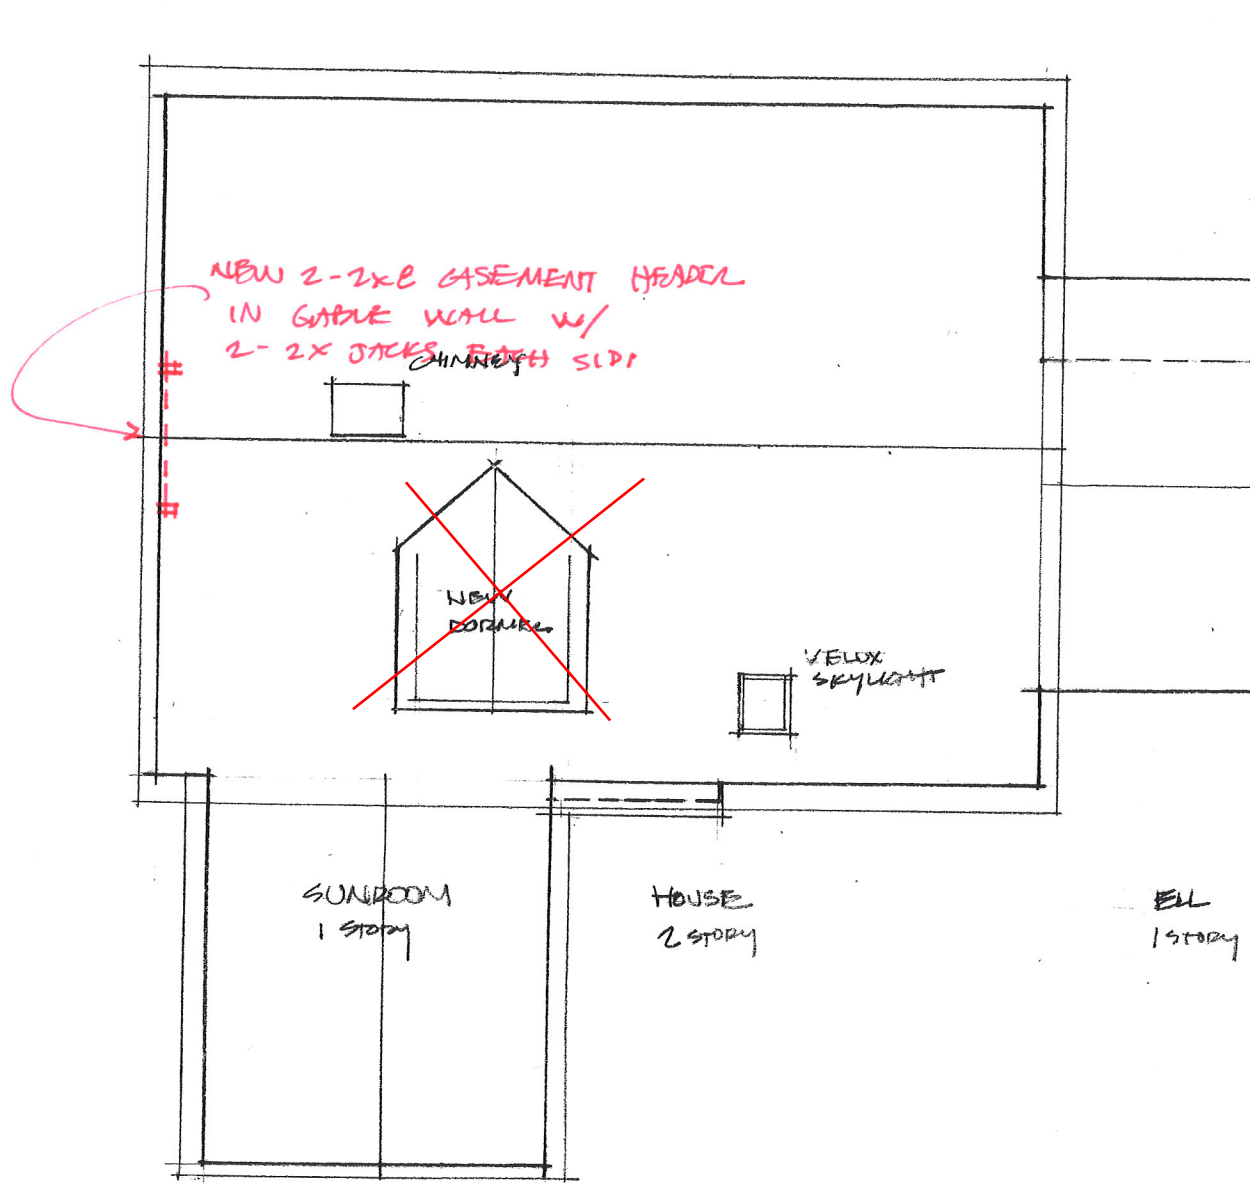 NEW 2-2x8 CASEMENT HEADER
IN GABLE WALL W/
2-2X JACKS EACH SIDE
CHIMNEY
NEW
DORMER
VELUX
SKYLIGHT
SUNROOM
1 STORY
HOUSE
2 STORY
ELL
1 STORY